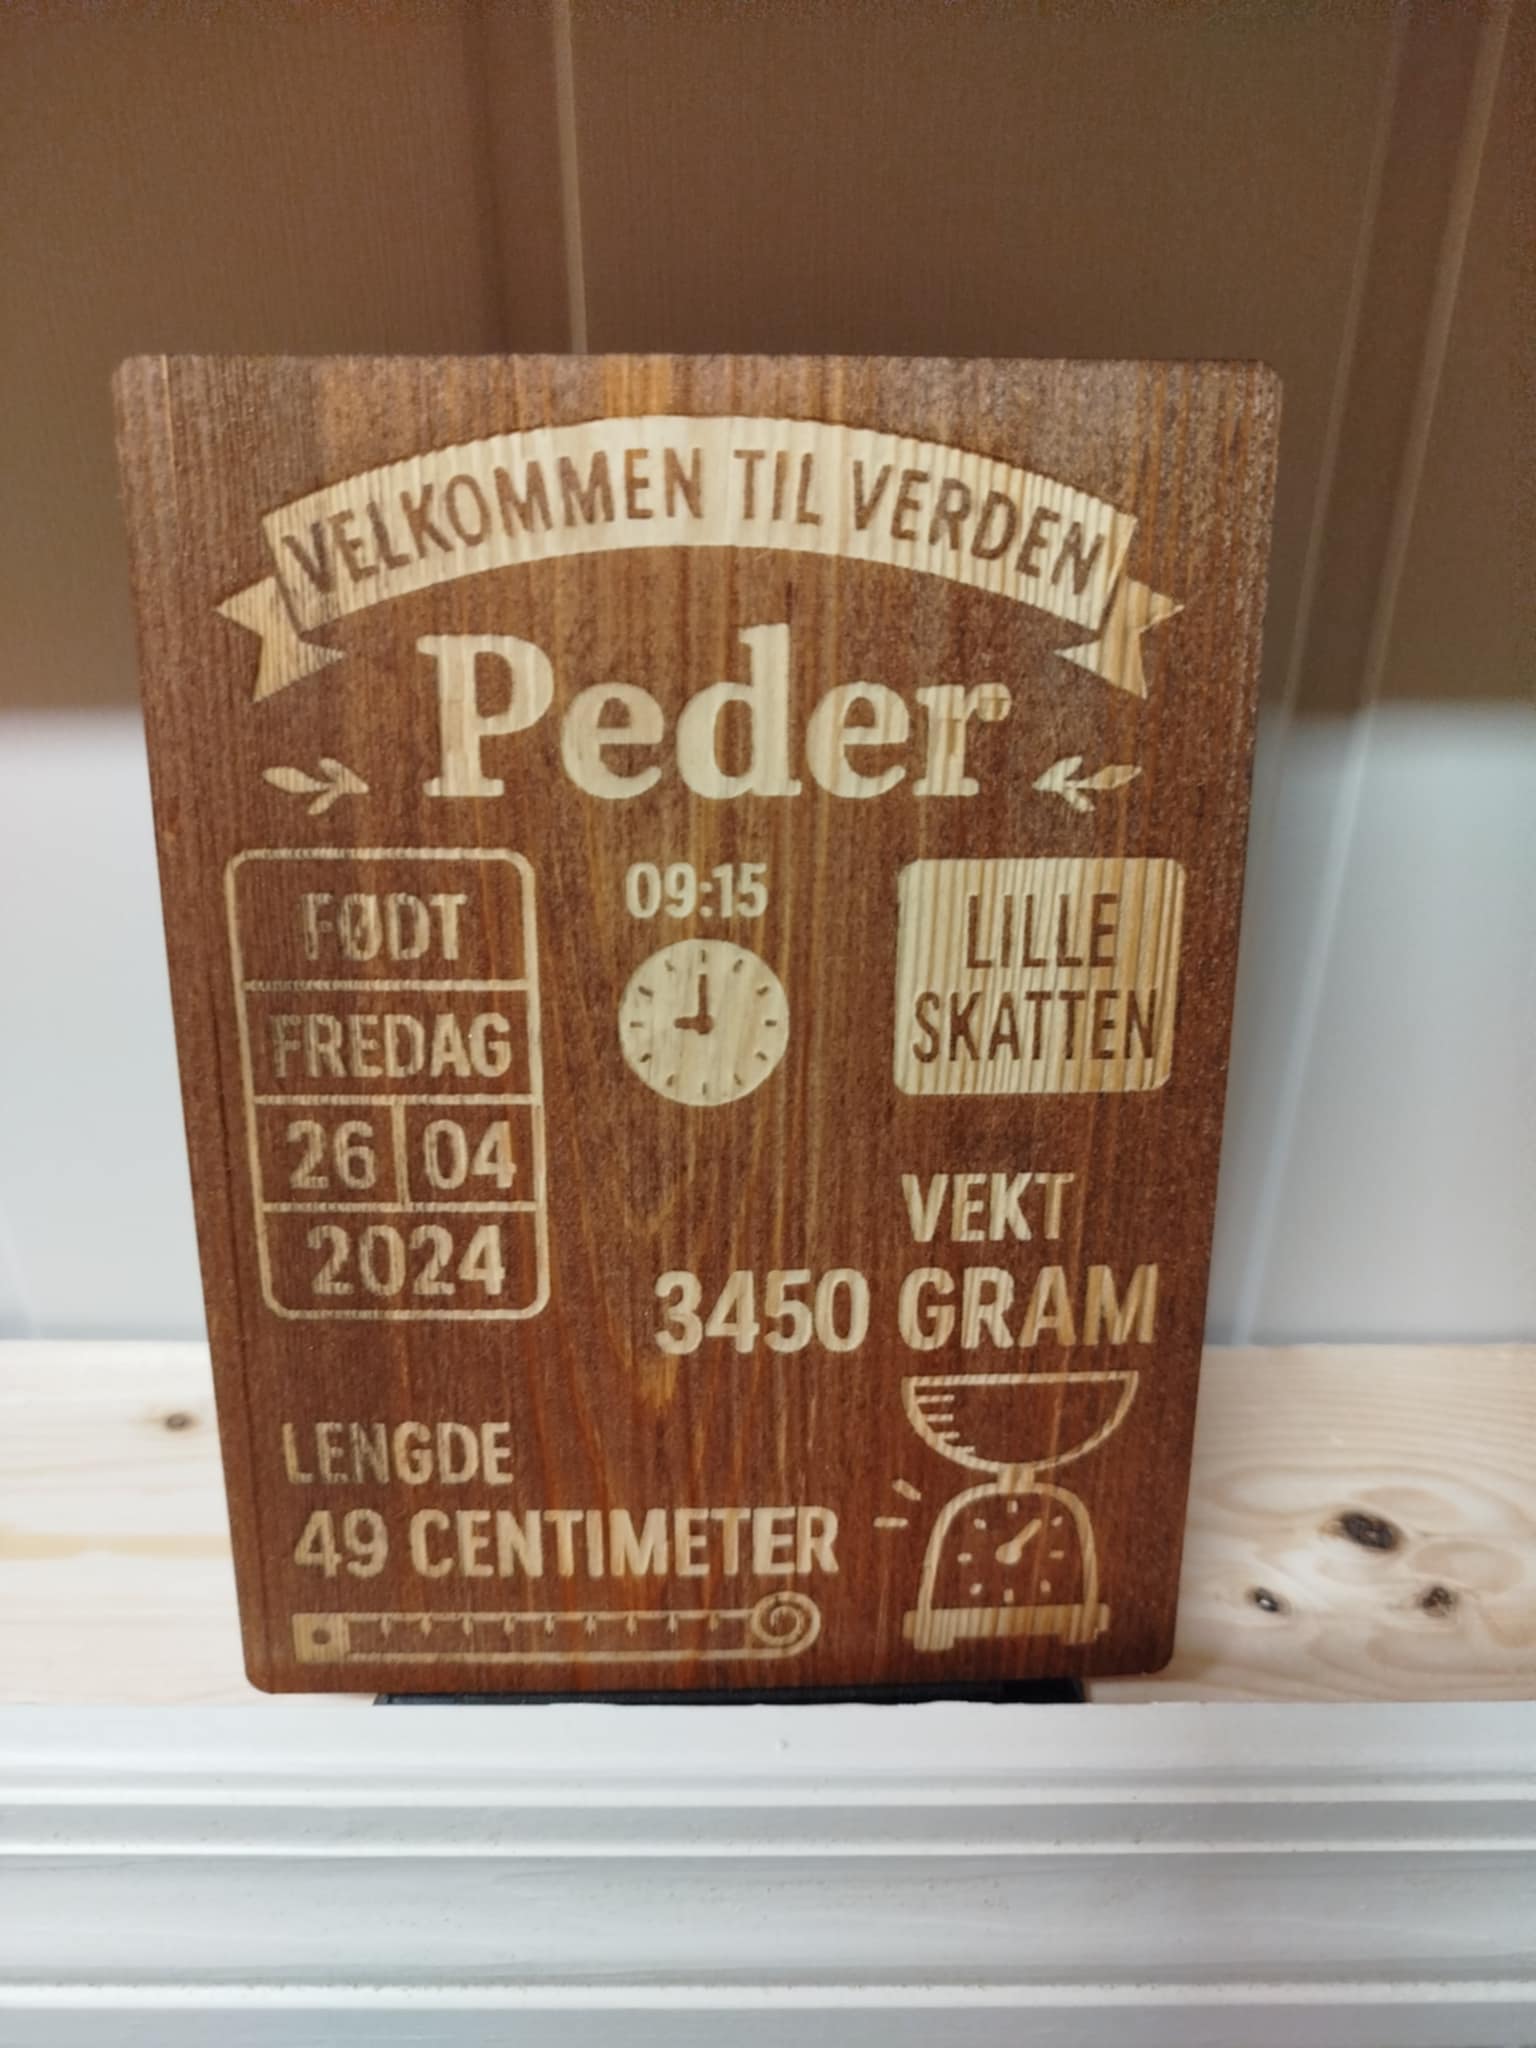 VELKOMMEN TIL VERDEN
Peder
FØDT
FREDAG
26 04
2024
09:15
LILLE
SKATTEN
VEKT
3450 GRAM
LENGDE
49 CENTIMETER